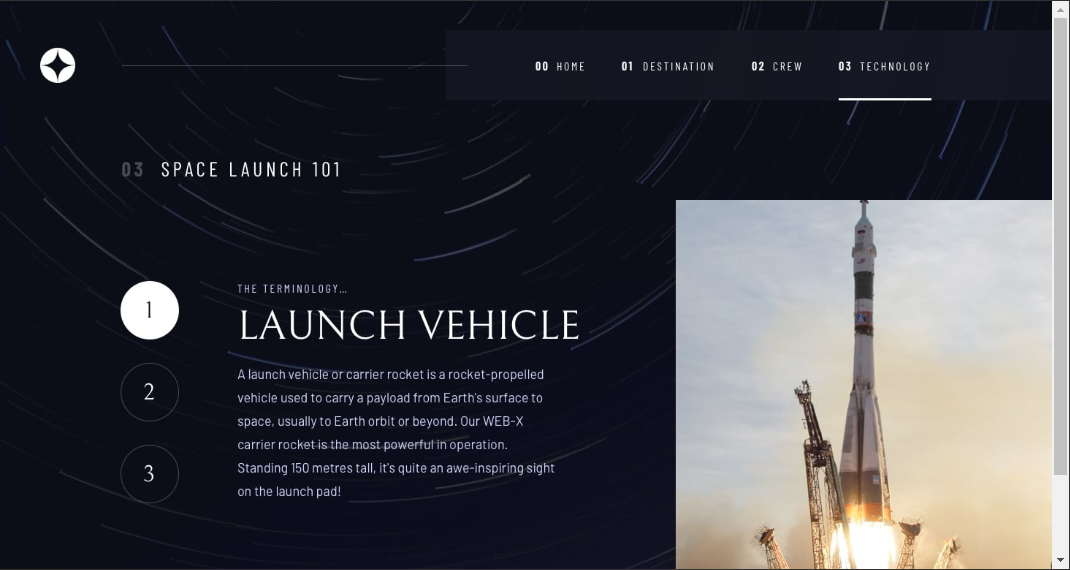 00 HOME 01 DESTINATION 02 CREW 03 TECHNOLOGY
03 SPACE LAUNCH 101
THE TERMINOLOGY…
1
LAUNCH VEHICLE
A launch vehicle or carrier rocket is a rocket-propelled
2
vehicle used to carry a payload from Earth's surface to
space, usually to Earth orbit or beyond. Our WEB-X
carrier rocket is the most powerful in operation.
3
Standing 150 metres tall, it's quite an awe-inspiring sight
on the launch pad!